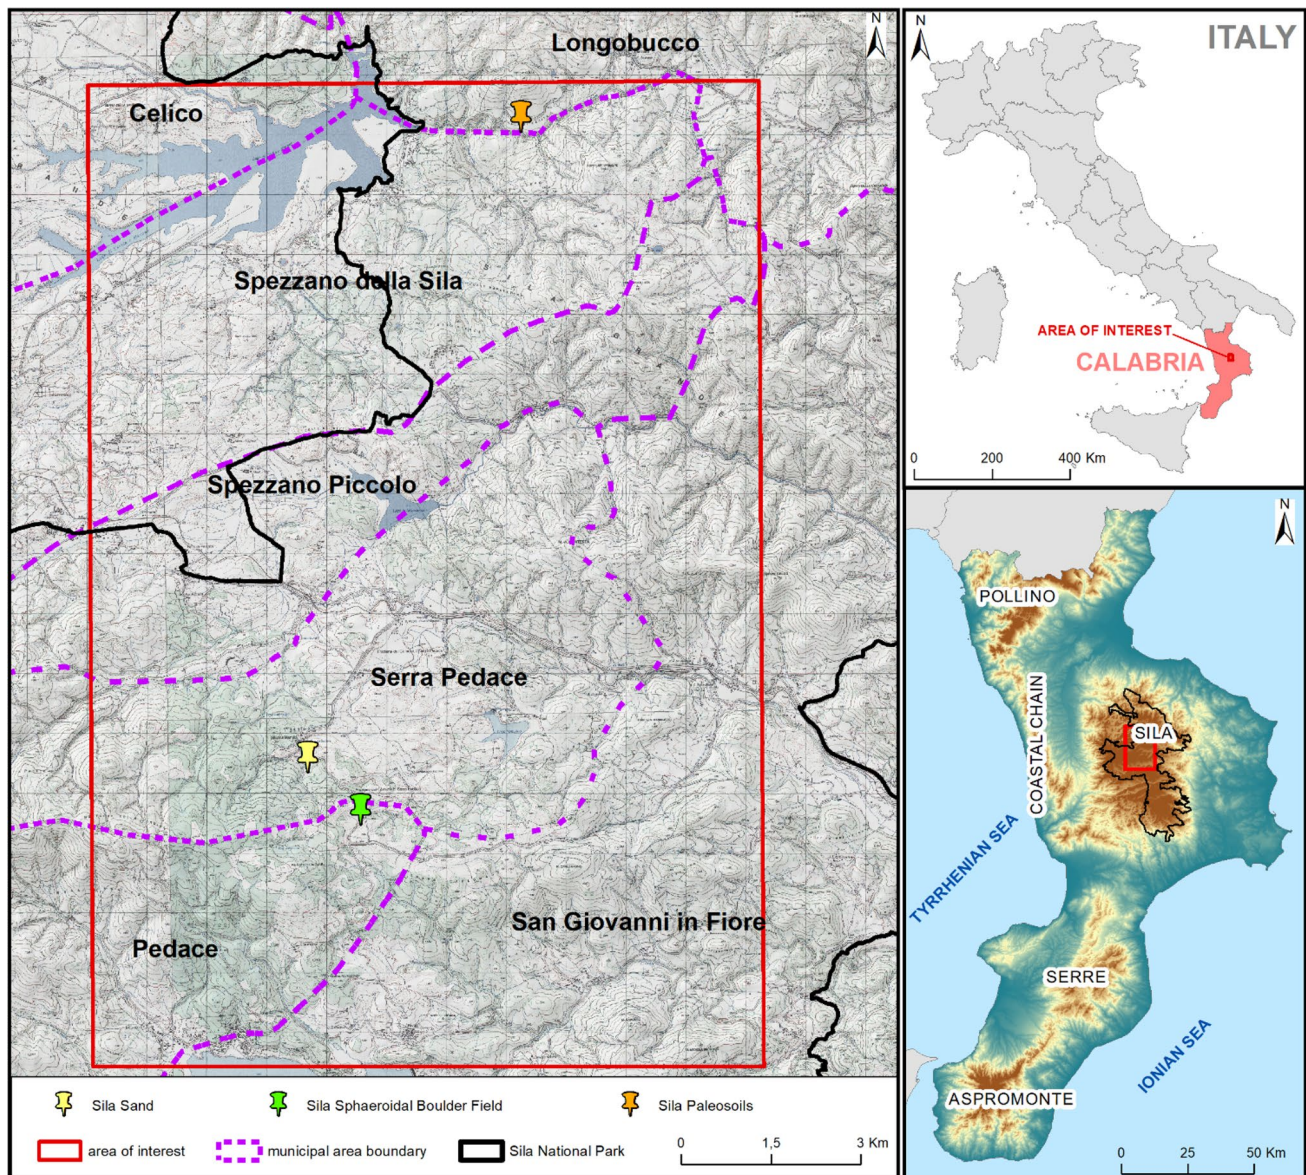 N
Longobucco
Celico
Spezzano della Sila
Spezzano Piccolo
Serra Pedace
San Giovanni in Fiore
Pedace
Sila Sand
Sila Sphaeroidal Boulder Field
Sila Paleosoils
area of interest
municipal area boundary
Sila National Park
0 1,5 3 Km
N
ITALY
AREA OF INTEREST
CALABRIA
0 200 400 Km
N
POLLINO
COASTAL CHAIN
SILA
TYRRHENIAN SEA
SERRE
IONIAN SEA
ASPROMONTE
0 25 50 Km